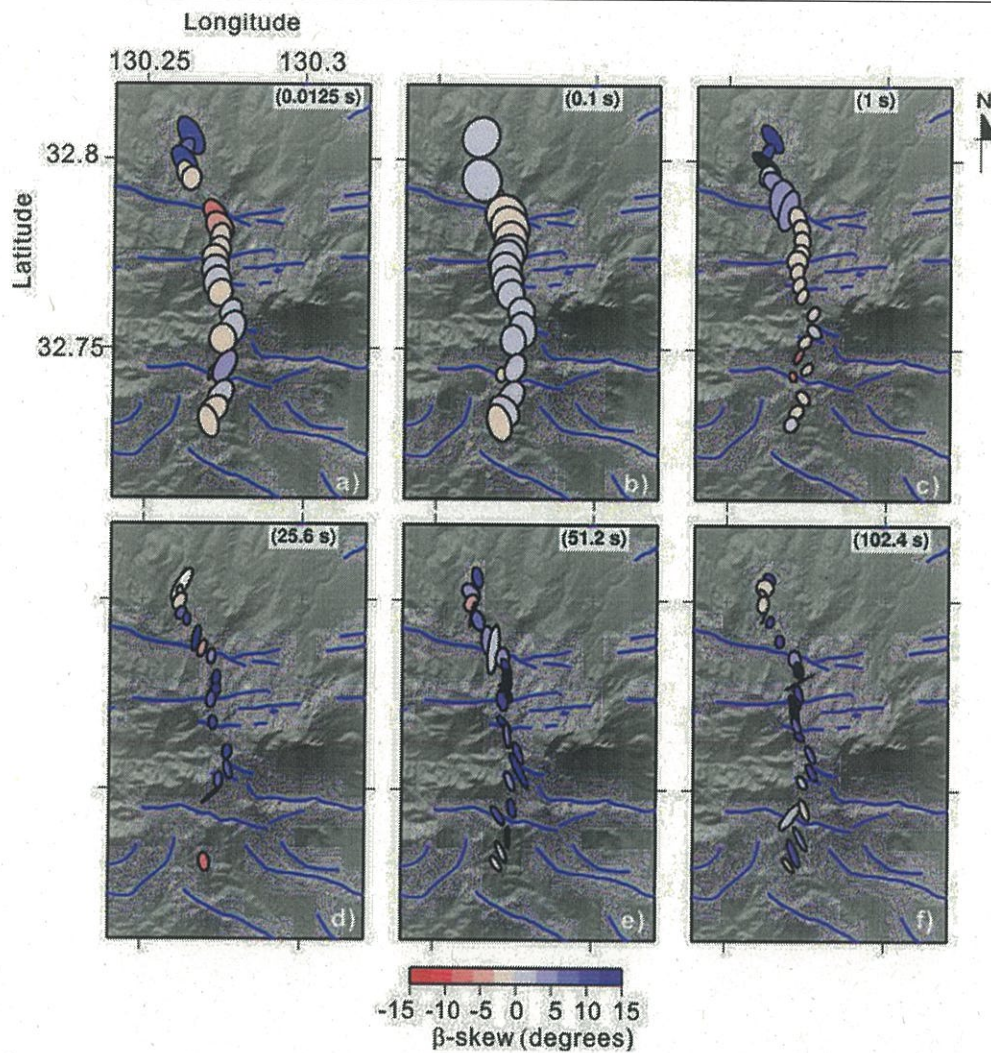 Longitude
130.25 130.3
(0.0125 s) (0.1 s) (1 s) N
32.8
Latitude
32.75
a) b) c)
(25.6 s) (51.2 s) (102.4 s)
d) e) f)
-15 -10 -5 0 5 10 15
β-skew (degrees)